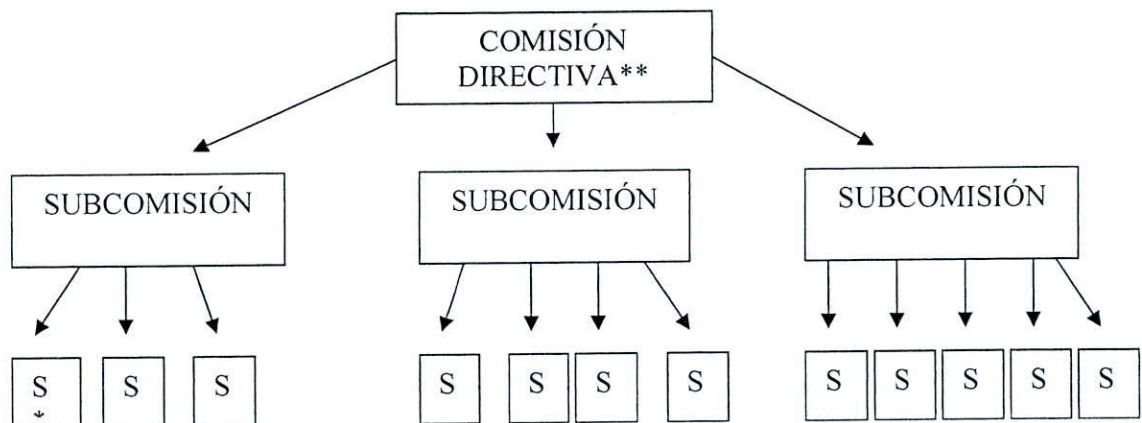 COMISIÓN
DIRECTIVA**
SUBCOMISIÓN SUBCOMISIÓN SUBCOMISIÓN
S S S S S S S S S S S S
*